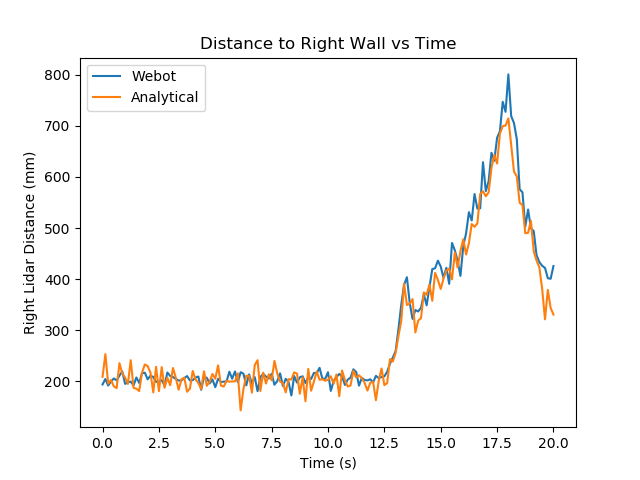 Distance to Right Wall vs Time
Webot
Analytical
Right Lidar Distance (mm)
800
700
600
500
400
300
200
0.0 2.5 5.0 7.5 10.0 12.5 15.0 17.5 20.0
Time (s)